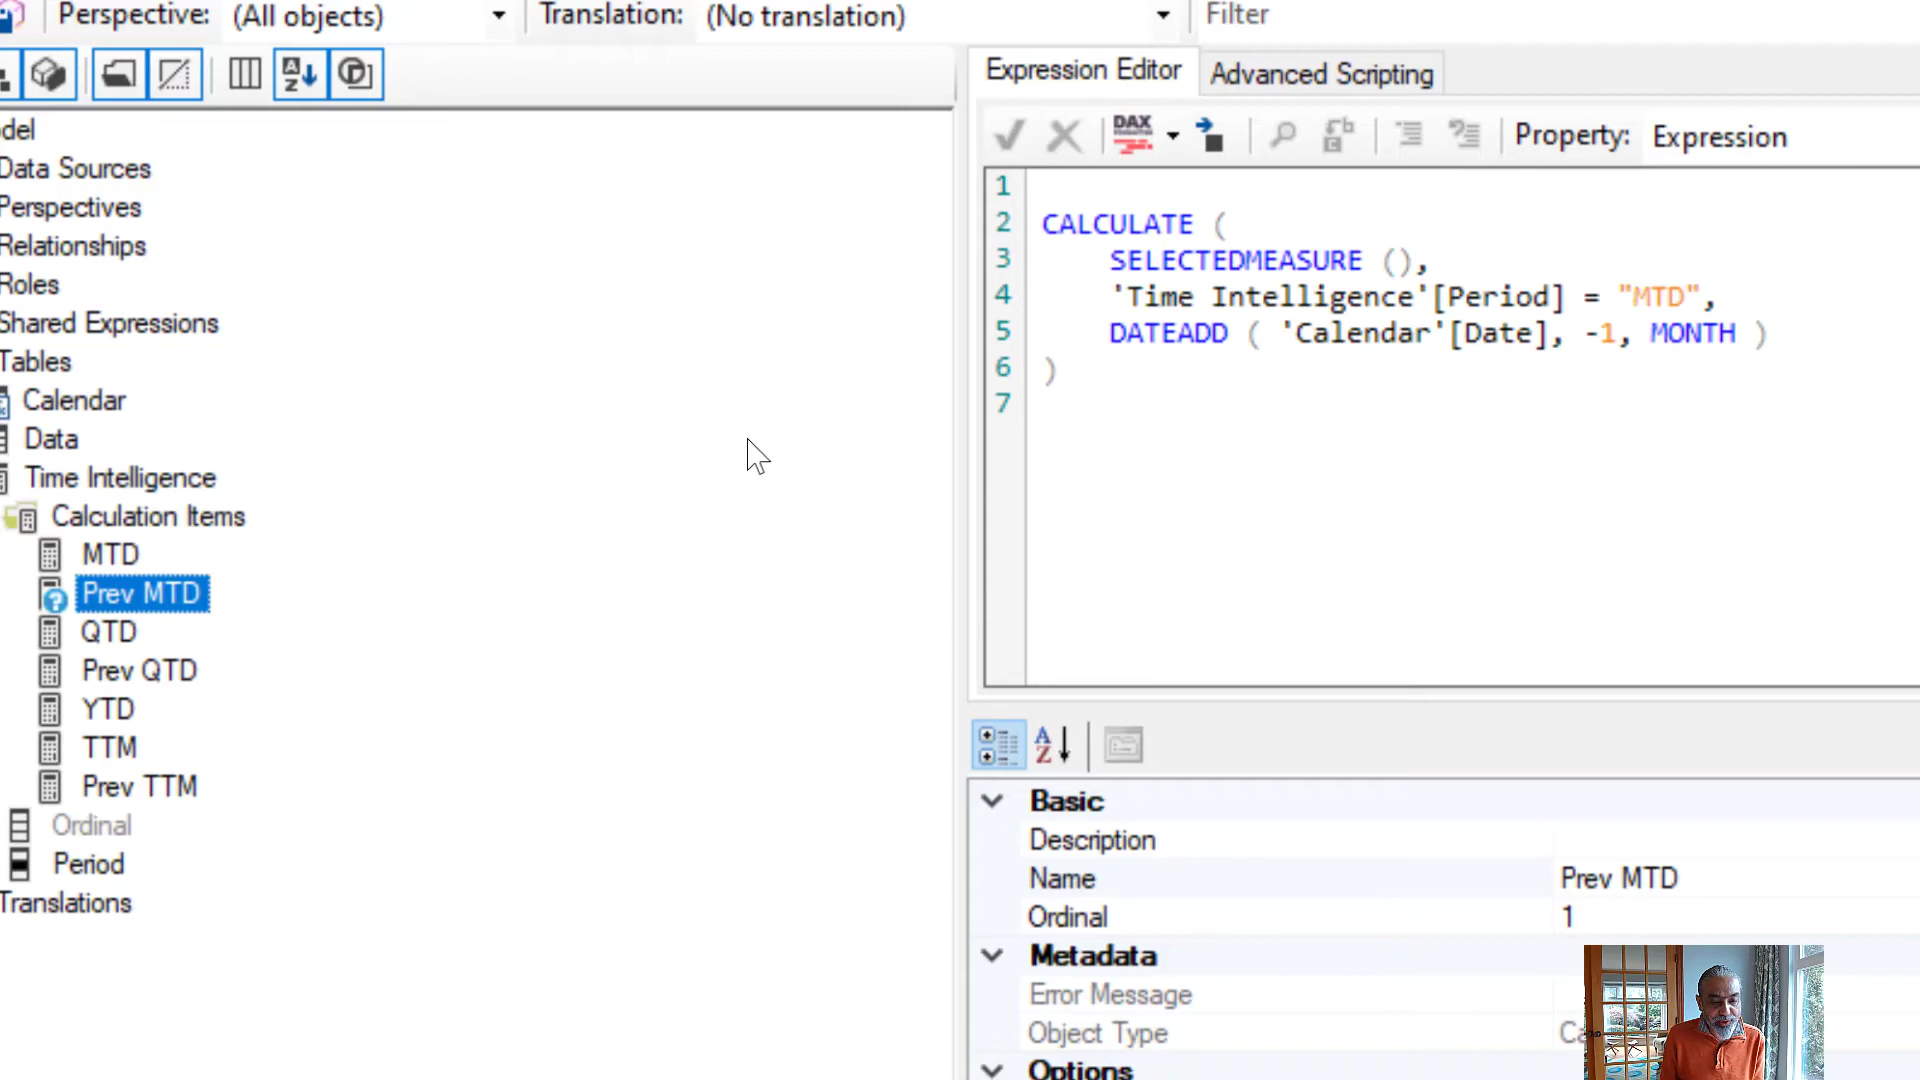 Perspective: (All objects) Translation: (No translation) Filter
Expression Editor Advanced Scripting
DAX Property: Expression
del
Data Sources
Perspectives
Relationships
Roles
Shared Expressions
Tables
Calendar
Data
Time Intelligence
Calculation Items
MTD
Prev MTD
QTD
Prev QTD
YTD
TTM
Prev TTM
Ordinal
Period
Translations
1
2 CALCULATE (
3 SELECTEDMEASURE (),
4 'Time Intelligence'[Period] = "MTD",
5 DATEADD ( 'Calendar'[Date], -1, MONTH )
6 )
7
Basic
Description
Name Prev MTD
Ordinal 1
Metadata
Error Message
Object Type Ca
Options